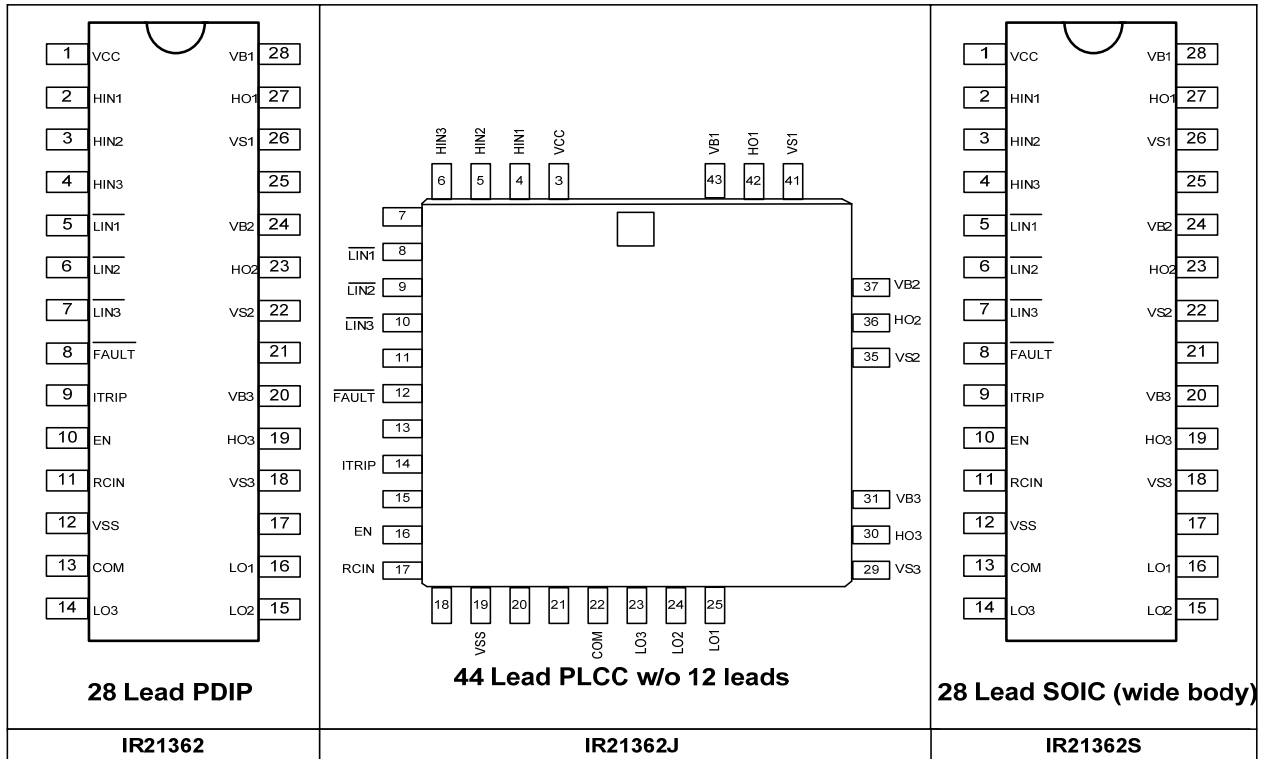 1 VCC VB1 28
2 HIN1 HO1 27
3 HIN2 VS1 26
4 HIN3 25
5 LIN1 VB2 24
6 LIN2 HO2 23
7 LIN3 VS2 22
8 FAULT 21
9 ITRIP VB3 20
10 EN HO3 19
11 RCIN VS3 18
12 VSS 17
13 COM LO1 16
14 LO3 LO2 15
28 Lead PDIP
IR21362
HIN3 HIN2 HIN1 VCC VB1 HO1 VS1
6 5 4 3 43 42 41
7
LIN1 8
LIN2 9 37 VB2
LIN3 10 36 HO2
11 35 VS2
FAULT 12
13
ITRIP 14
15 31 VB3
EN 16 30 HO3
RCIN 17 29 VS3
18 19 20 21 22 23 24 25
VSS COM LO3 LO2 LO1
44 Lead PLCC w/o 12 leads
IR21362J
1 VCC VB1 28
2 HIN1 HO1 27
3 HIN2 VS1 26
4 HIN3 25
5 LIN1 VB2 24
6 LIN2 HO2 23
7 LIN3 VS2 22
8 FAULT 21
9 ITRIP VB3 20
10 EN HO3 19
11 RCIN VS3 18
12 VSS 17
13 COM LO1 16
14 LO3 LO2 15
28 Lead SOIC (wide body)
IR21362S